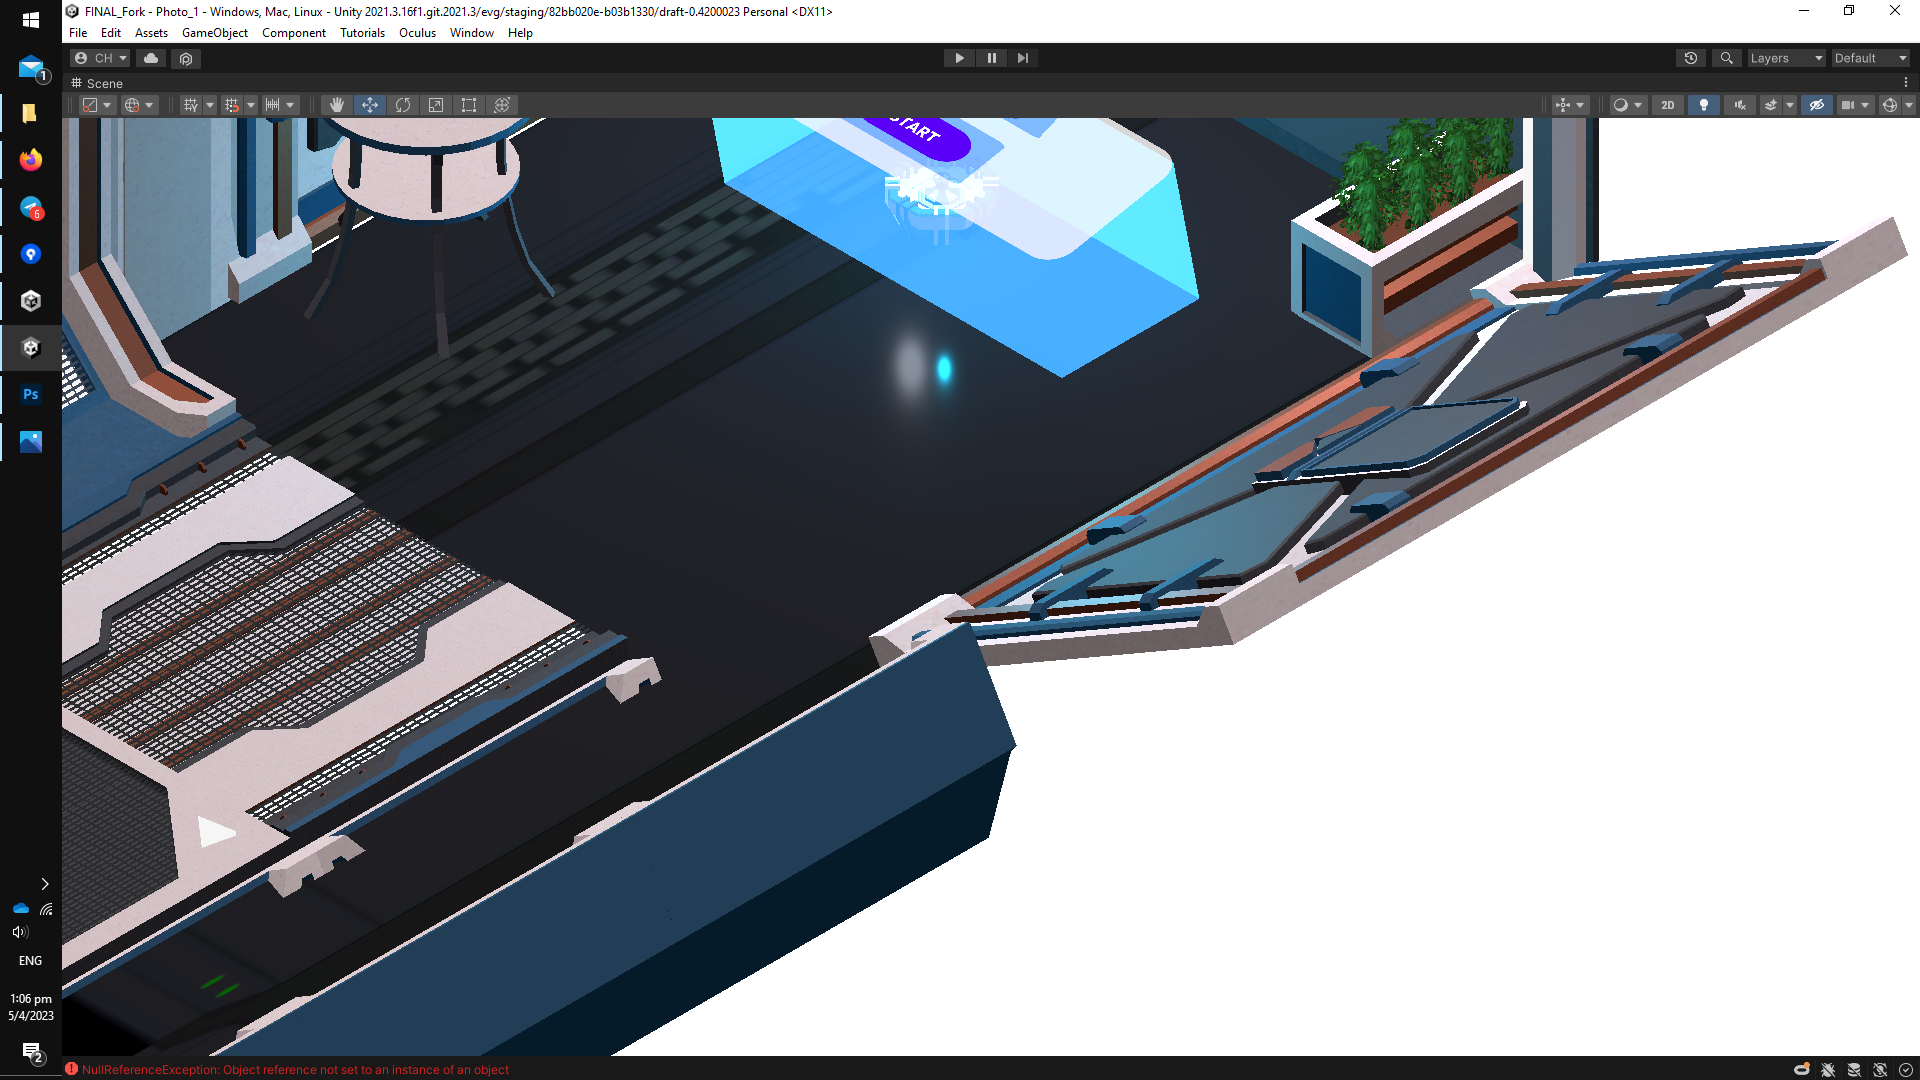 FINAL_Fork - Photo_1 - Windows, Mac, Linux - Unity 2021.3.16f1.git.2021.3/evg/staging/82bb020e-b03b1330/draft-0.4200023 Personal <DX11>
File Edit Assets GameObject Component Tutorials Oculus Window Help
CH Layers Default
Scene
2D
START
1
6
Ps
ENG
1:06 pm
5/4/2023
2
NullReferenceException: Object reference not set to an instance of an object